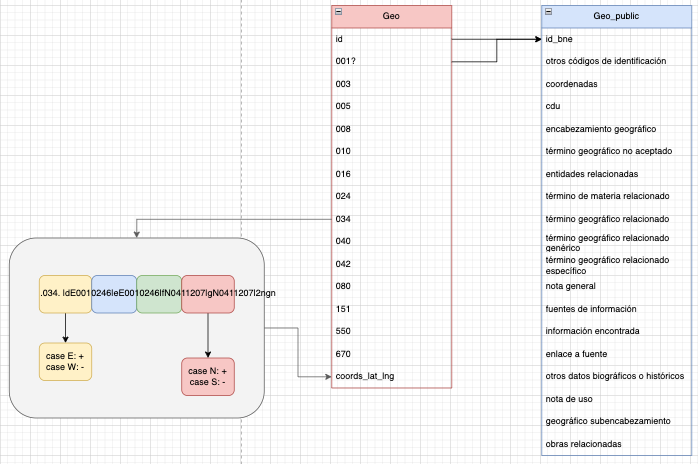 Geo
id
001?
003
005
008
010
016
024
034
040
042
080
151
550
670
coords_lat_lng
Geo_public
id_bne
otros códigos de identificación
coordenadas
cdu
encabezamiento geográfico
término geográfico no aceptado
entidades relacionadas
término de materia relacionado
término geográfico relacionado
término geográfico relacionado
genérico
término geográfico relacionado
específico
nota general
fuentes de información
información encontrada
enlace a fuente
otros datos biográficos o históricos
nota de uso
geográfico subencabezamiento
obras relacionadas
.034. ldE0010246leE0010246lfN0411207lgN0411207l2ngn
case E: +
case W: -
case N: +
case S: -